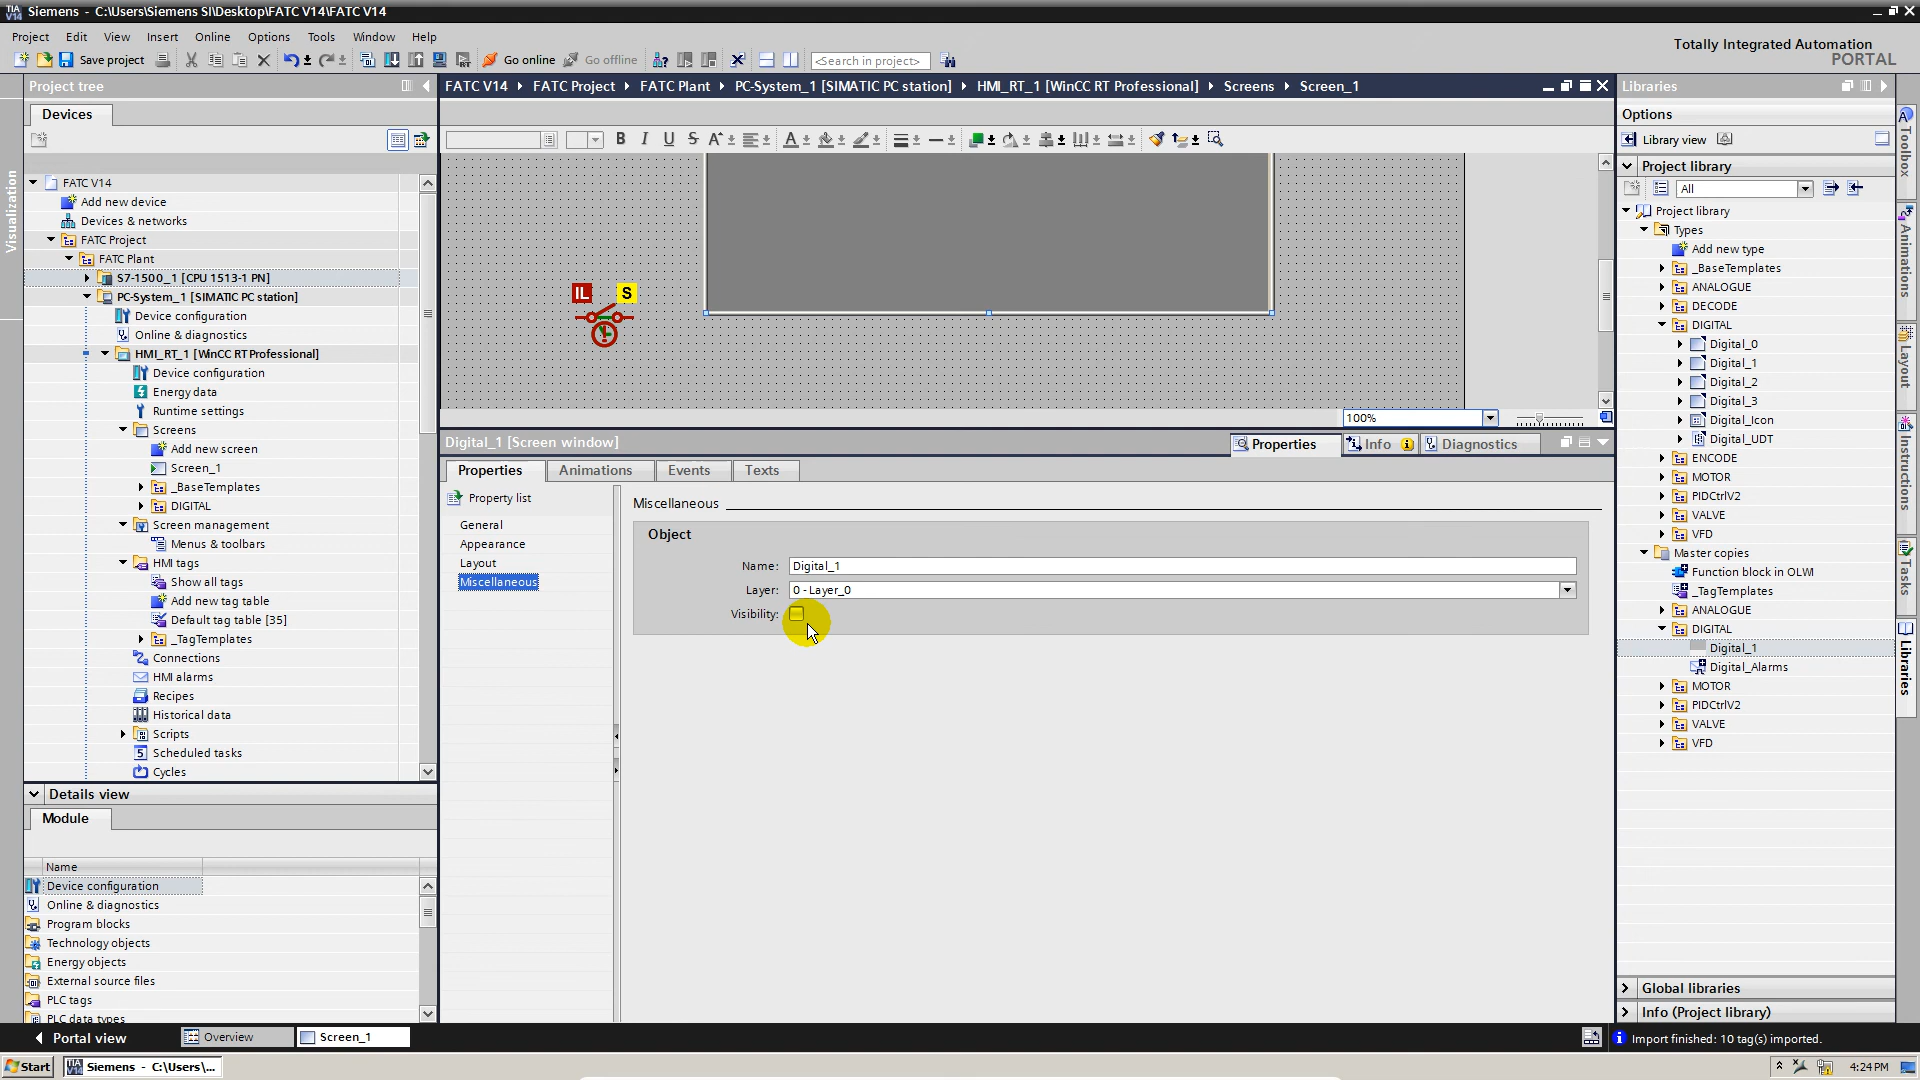 Siemens - C:\Users\Siemens SI\Desktop\FATC V14\FATC V14
Project Edit View Insert Online Options Tools Window Help
Totally Integrated Automation
PORTAL
Save project
Go online
Go offline
<Search in project>
Project tree
FATC V14 FATC Project FATC Plant PC-System_1 [SIMATIC PC station] HMI_RT_1 [WinCC RT Professional] Screens Screen_1
Libraries
Devices
Options
Library view
Project library
All
Visualization
FATC V14
Add new device
Devices & networks
FATC Project
FATC Plant
S7-1500_1 [CPU 1513-1 PN]
PC-System_1 [SIMATIC PC station]
Device configuration
Online & diagnostics
HMI_RT_1 [WinCC RT Professional]
Device configuration
Energy data
Runtime settings
Screens
Add new screen
Screen_1
_BaseTemplates
DIGITAL
Screen management
Menus & toolbars
HMI tags
Show all tags
Add new tag table
Default tag table [35]
_TagTemplates
Connections
HMI alarms
Recipes
Historical data
Scripts
Scheduled tasks
Cycles
Details view
Module
Name
Device configuration
Online & diagnostics
Program blocks
Technology objects
Energy objects
External source files
PLC tags
PLC data types
IL S
100%
Digital_1 [Screen window]
Properties Info Diagnostics
Properties Animations Events Texts
Property list
General
Appearance
Layout
Miscellaneous
Miscellaneous
Object
Name: Digital_1
Layer: 0 - Layer_0
Visibility:
Project library
Types
Add new type
_BaseTemplates
ANALOGUE
DECODE
DIGITAL
Digital_0
Digital_1
Digital_2
Digital_3
Digital_Icon
Digital_UDT
ENCODE
MOTOR
PIDCtrlV2
VALVE
VFD
Master copies
Function block in OLWI
_TagTemplates
ANALOGUE
DIGITAL
Digital_1
Digital_Alarms
MOTOR
PIDCtrlV2
VALVE
VFD
Global libraries
Info (Project library)
Toolbox
Animations
Layout
Instructions
Tasks
Libraries
Portal view
Overview
Screen_1
Import finished: 10 tag(s) imported.
Start
Siemens - C:\Users\...
4:24 PM